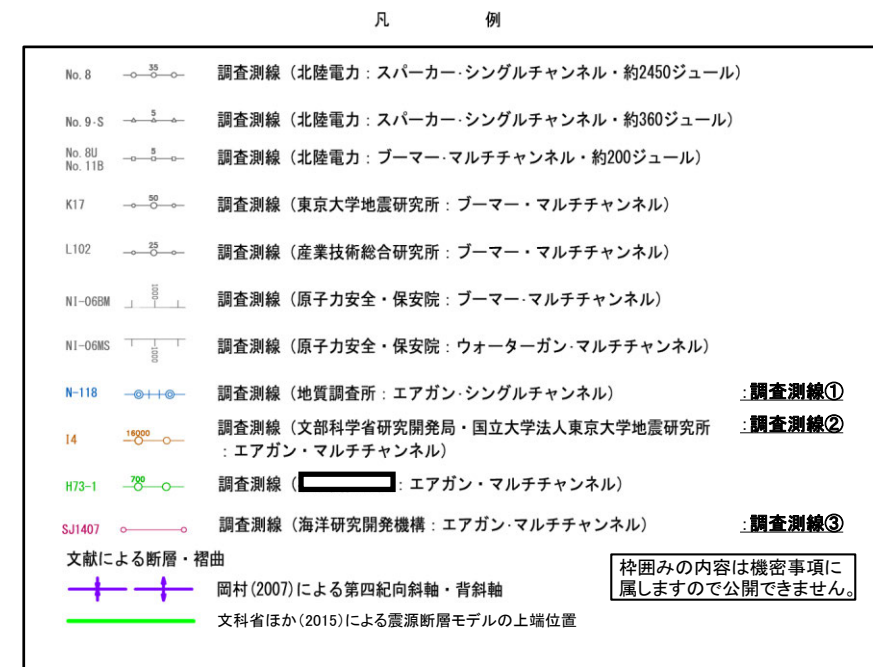 凡 例
No. 8 35 調査測線（北陸電力：スパーカー・シングルチャンネル・約2450ジュール）
No. 9-S 5 調査測線（北陸電力：スパーカー・シングルチャンネル・約360ジュール）
No. 8U
No. 11B 5 調査測線（北陸電力：ブーマー・マルチチャンネル・約200ジュール）
K17 50 調査測線（東京大学地震研究所：ブーマー・マルチチャンネル）
L102 25 調査測線（産業技術総合研究所：ブーマー・マルチチャンネル）
NI-06BM 1000 調査測線（原子力安全・保安院：ブーマー・マルチチャンネル）
NI-06MS 1000 調査測線（原子力安全・保安院：ウォーターガン・マルチチャンネル）
N-118 調査測線（地質調査所：エアガン・シングルチャンネル） ：調査測線①
I4 16000 調査測線（文部科学省研究開発局・国立大学法人東京大学地震研究所 ：調査測線②
：エアガン・マルチチャンネル）
H73-1 700 調査測線（ ：エアガン・マルチチャンネル）
SJ1407 調査測線（海洋研究開発機構：エアガン・マルチチャンネル） ：調査測線③
文献による断層・褶曲
岡村(2007)による第四紀向斜軸・背斜軸
文科省ほか(2015)による震源断層モデルの上端位置
枠囲みの内容は機密事項に
属しますので公開できません。